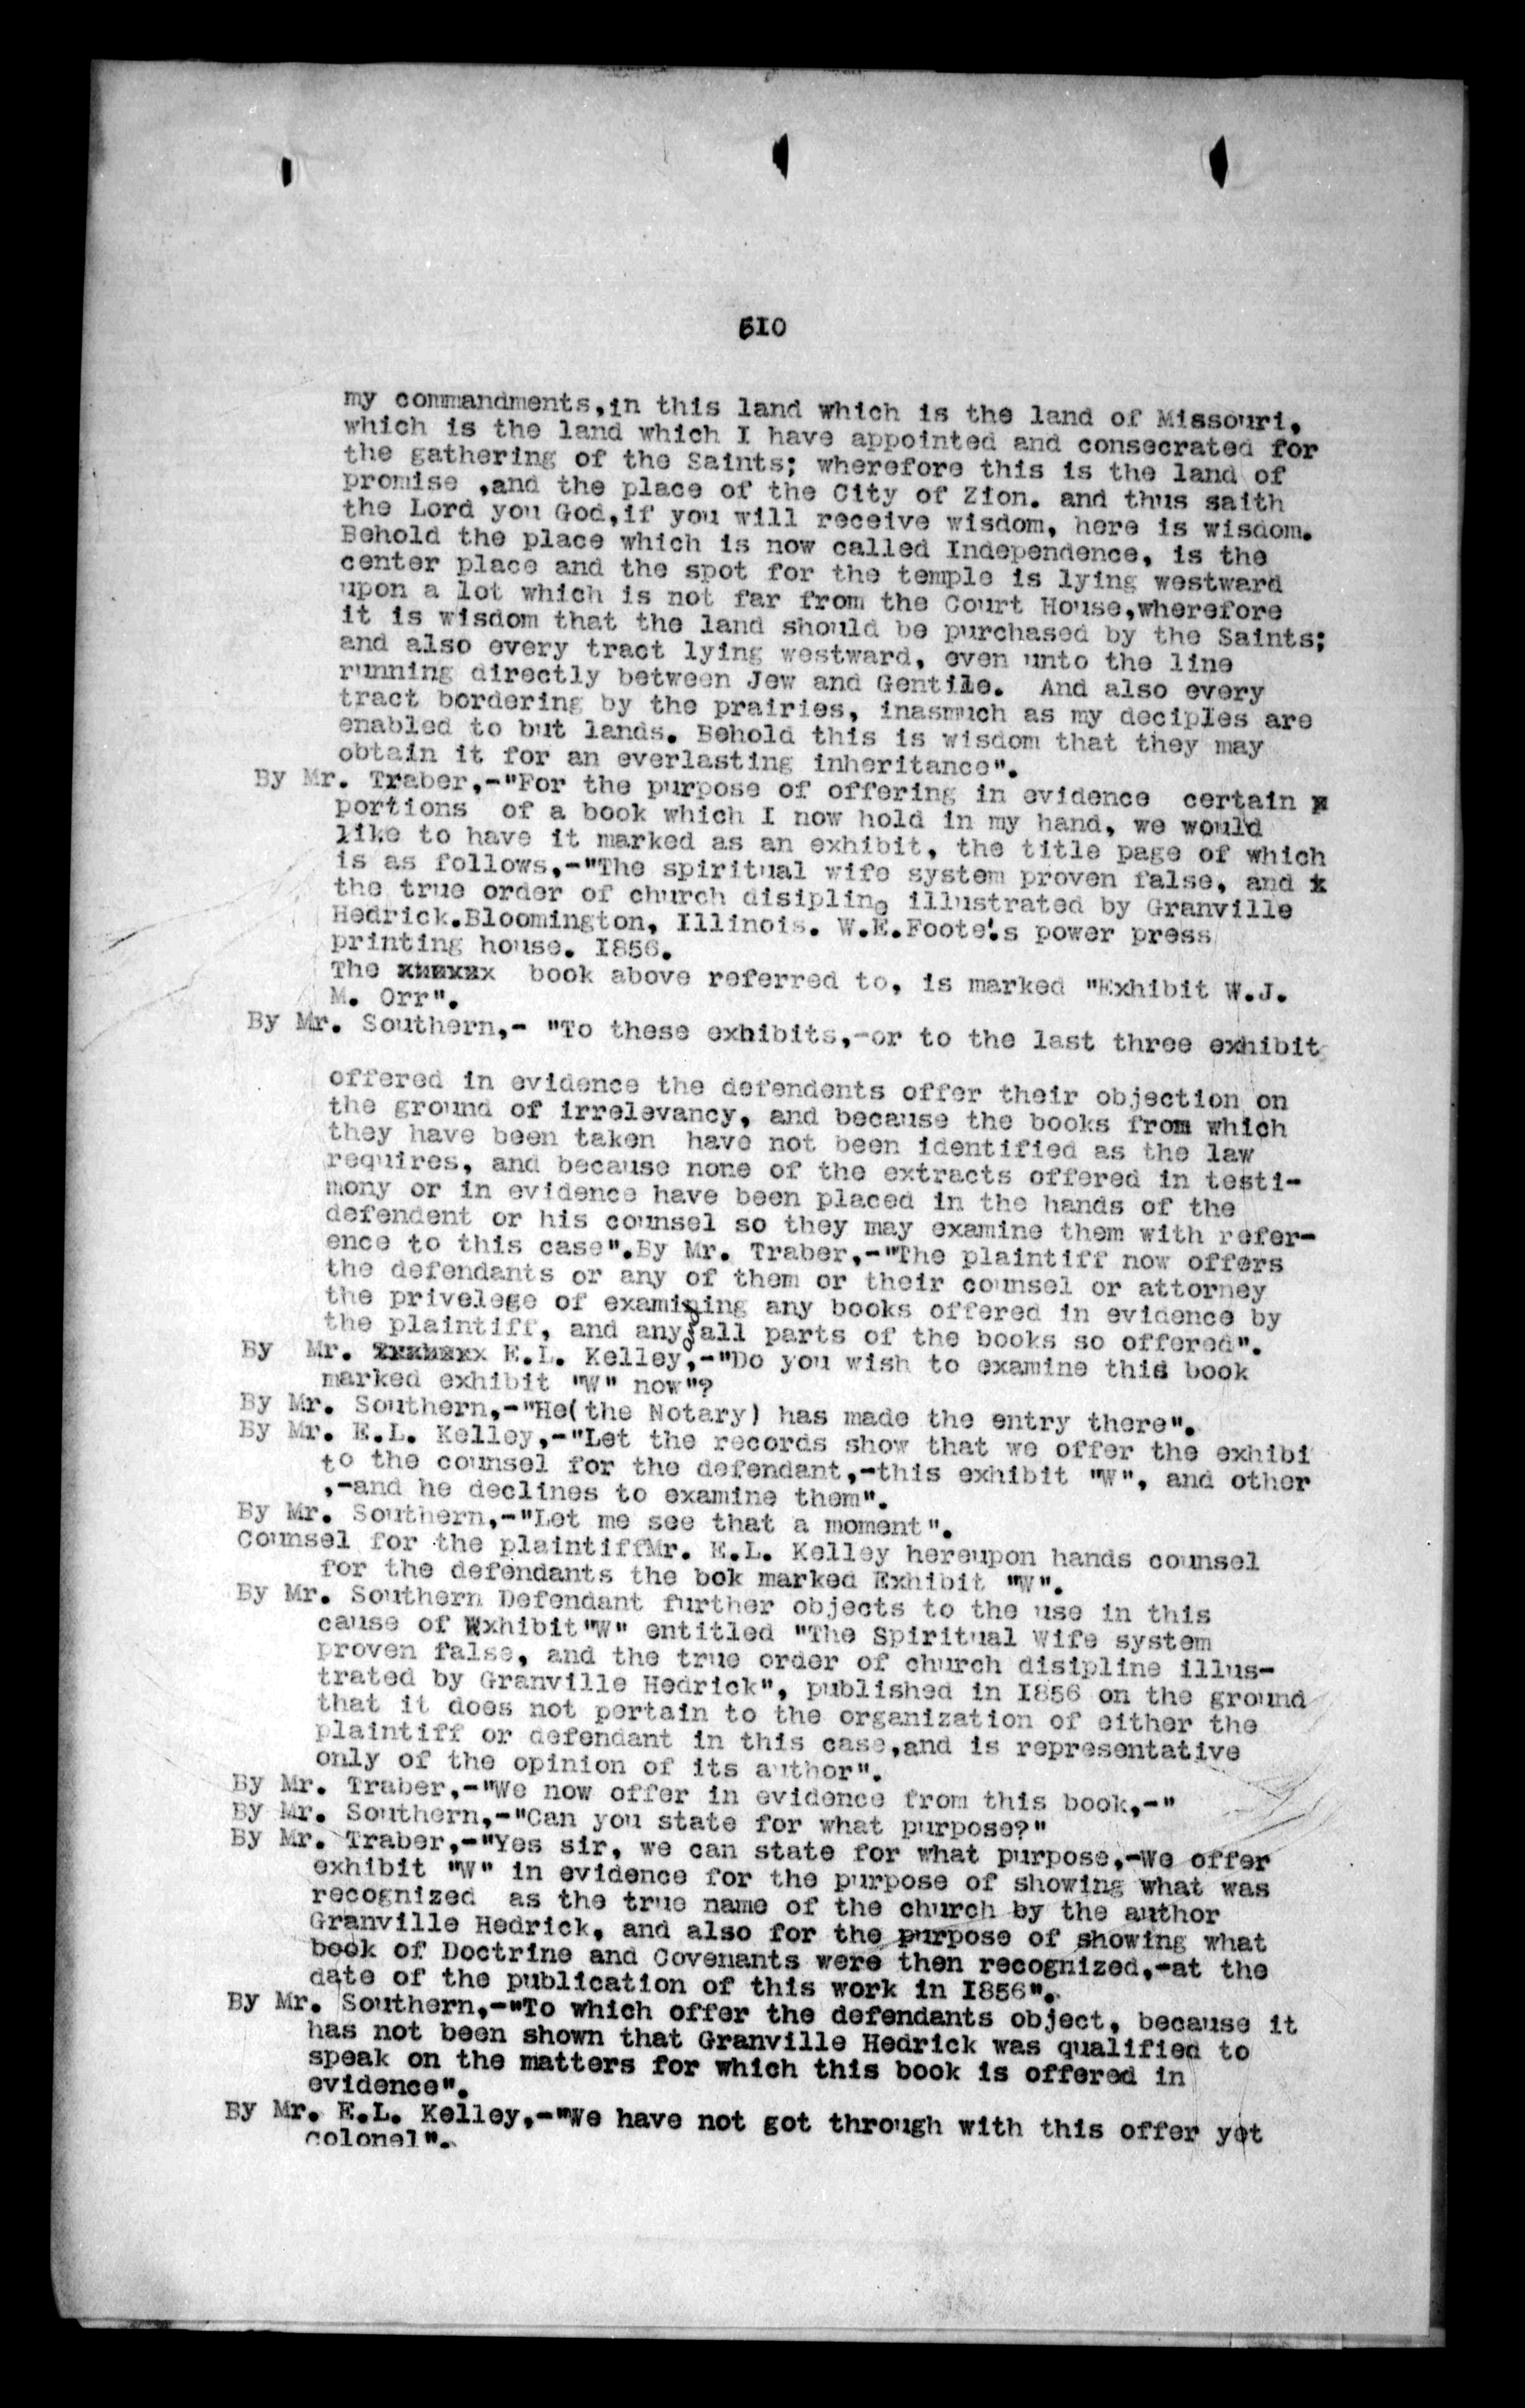 510
my commandments,in this land which is the land of Missouri,
which is the land which I have appointed and consecrated for
the gathering of the Saints; wherefore this is the land of
promise ,and the place of the City of Zion. and thus saith
the Lord you God,if you will receive wisdom, here is wisdom.
Behold the place which is now called Independence, is the
center place and the spot for the temple is lying westward
upon a lot which is not far from the Court House,wherefore
it is wisdom that the land should be purchased by the Saints;
and also every tract lying westward, even unto the line
running directly between Jew and Gentile. And also every
tract bordering by the prairies, inasmuch as my deciples are
enabled to but lands. Behold this is wisdom that they may
obtain it for an everlasting inheritance".
By Mr. Traber,-"For the purpose of offering in evidence certain x
portions of a book which I now hold in my hand, we would
like to have it marked as an exhibit, the title page of which
is as follows,-"The spiritual wife system proven false, and x
the true order of church disipline illustrated by Granville
Hedrick.Bloomington, Illinois. W.E.Foote's power press
printing house. I856.
The xxxxxx book above referred to, is marked "Exhibit W.J.
M. Orr".
By Mr. Southern,- "To these exhibits,-or to the last three exhibit
offered in evidence the defendents offer their objection on
the ground of irrelevancy, and because the books from which
they have been taken have not been identified as the law
requires, and because none of the extracts offered in testi-
mony or in evidence have been placed in the hands of the
defendent or his counsel so they may examine them with refer-
ence to this case".By Mr. Traber,-"The plaintiff now offers
the defendants or any of them or their counsel or attorney
the privelege of examining any books offered in evidence by
the plaintiff, and any & all parts of the books so offered".
By Mr. xxxxxxxx E.L. Kelley,-"Do you wish to examine this book
marked exhibit "W" now"?
By Mr. Southern,-"He(the Notary) has made the entry there".
By Mr. E.L. Kelley,-"Let the records show that we offer the exhibi
to the counsel for the defendant,-this exhibit "W", and other
,-and he declines to examine them".
By Mr. Southern,-"Let me see that a moment".
Counsel for the plaintiffMr. E.L. Kelley hereupon hands counsel
for the defendants the bok marked Exhibit "W".
By Mr. Southern Defendant further objects to the use in this
cause of Exhibit"W" entitled "The Spiritual Wife system
proven false, and the true order of church disipline illus-
trated by Granville Hedrick", published in I856 on the ground
that it does not pertain to the organization of either the
plaintiff or defendant in this case,and is representative
only of the opinion of its author".
By Mr. Traber,-"We now offer in evidence from this book,-"
By Mr. Southern,-"Can you state for what purpose?"
By Mr. Traber,-"Yes sir, we can state for what purpose,-We offer
exhibit "W" in evidence for the purpose of showing what was
recognized as the true name of the church by the author
Granville Hedrick, and also for the purpose of showing what
book of Doctrine and Covenants were then recognized,-at the
date of the publication of this work in I856".
By Mr. Southern,-"To which offer the defendants object, because it
has not been shown that Granville Hedrick was qualified to
speak on the matters for which this book is offered in
evidence".
By Mr. E.L. Kelley,-"We have not got through with this offer yet
colonel".